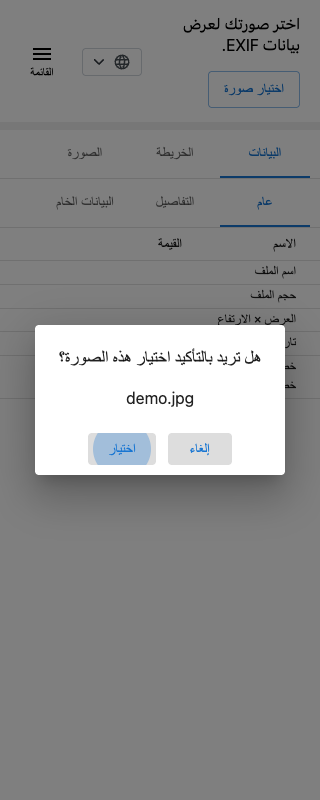 اختر صورتك لعرض
بيانات EXIF.
القائمة
اختيار صورة
البيانات
الخريطة
الصورة
عام
التفاصيل
البيانات الخام
الاسم
القيمة
اسم الملف
حجم الملف
العرض × الارتفاع
هل تريد بالتأكيد اختيار هذه الصورة؟
demo.jpg
إلغاء
اختيار